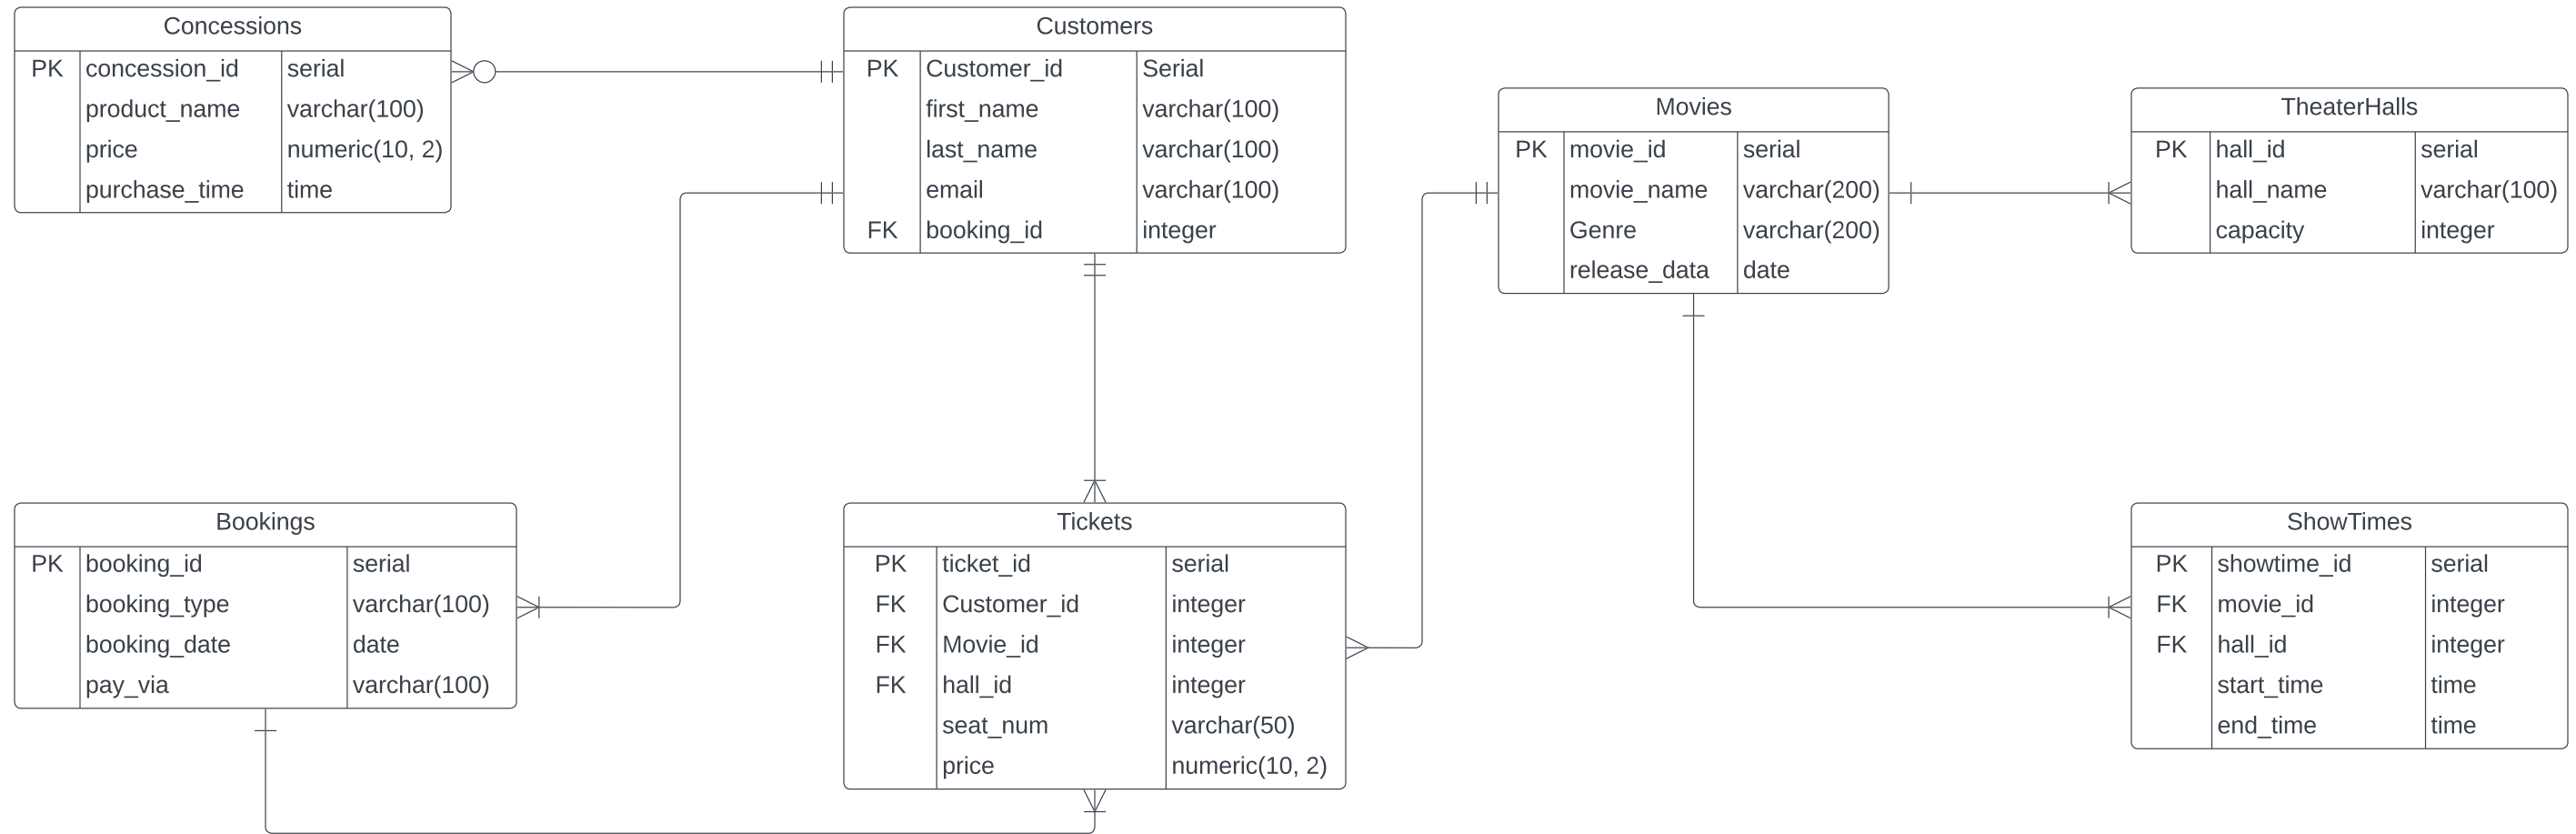 Concessions
PK concession_id serial
product_name varchar(100)
price numeric(10, 2)
purchase_time time
Customers
PK Customer_id Serial
first_name varchar(100)
last_name varchar(100)
email varchar(100)
FK booking_id integer
Movies
PK movie_id serial
movie_name varchar(200)
Genre varchar(200)
release_data date
TheaterHalls
PK hall_id serial
hall_name varchar(100)
capacity integer
Bookings
PK booking_id serial
booking_type varchar(100)
booking_date date
pay_via varchar(100)
Tickets
PK ticket_id serial
FK Customer_id integer
FK Movie_id integer
FK hall_id integer
seat_num varchar(50)
price numeric(10, 2)
ShowTimes
PK showtime_id serial
FK movie_id integer
FK hall_id integer
start_time time
end_time time